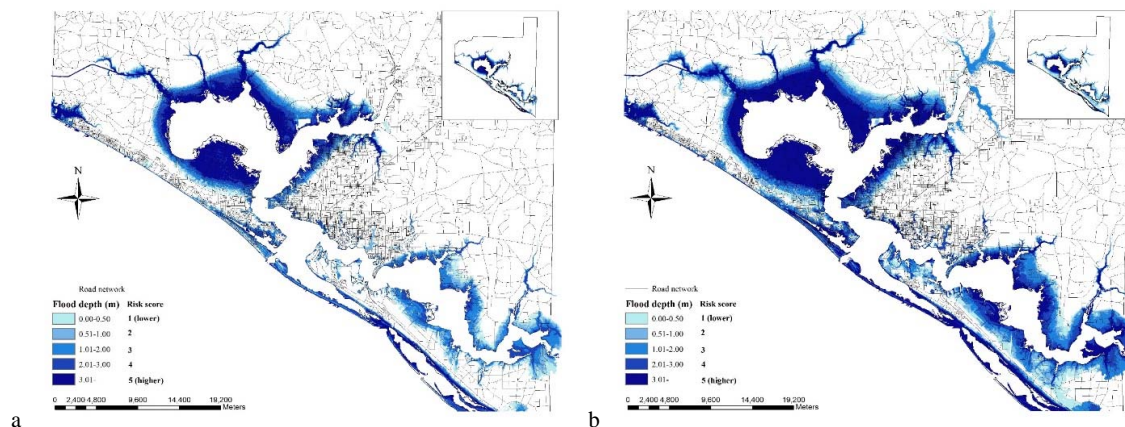 N
Road network
Flood depth (m) Risk score
0.00-0.50 1 (lower)
0.51-1.00 2
1.01-2.00 3
2.01-3.00 4
3.01- 5 (higher)
0 2,400 4,800 9,600 14,400 19,200
Meters
a
N
Road network
Flood depth (m) Risk score
0.00-0.50 1 (lower)
0.51-1.00 2
1.01-2.00 3
2.01-3.00 4
3.01- 5 (higher)
0 2,400 4,800 9,600 14,400 19,200
Meters
b